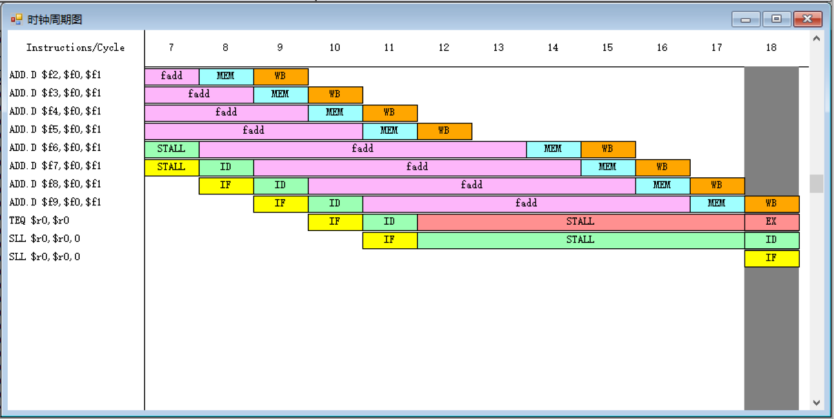 时钟周期图
Instructions/Cycle 7 8 9 10 11 12 13 14 15 16 17 18
ADD.D $f2,$f0,$f1 fadd MEM WB
ADD.D $f3,$f0,$f1 fadd MEM WB
ADD.D $f4,$f0,$f1 fadd MEM WB
ADD.D $f5,$f0,$f1 fadd MEM WB
ADD.D $f6,$f0,$f1 STALL fadd MEM WB
ADD.D $f7,$f0,$f1 STALL ID fadd MEM WB
ADD.D $f8,$f0,$f1 IF ID fadd MEM WB
ADD.D $f9,$f0,$f1 IF ID fadd MEM WB
TEQ $r0,$r0 IF ID STALL EX
SLL $r0,$r0,0 IF STALL ID
SLL $r0,$r0,0 IF